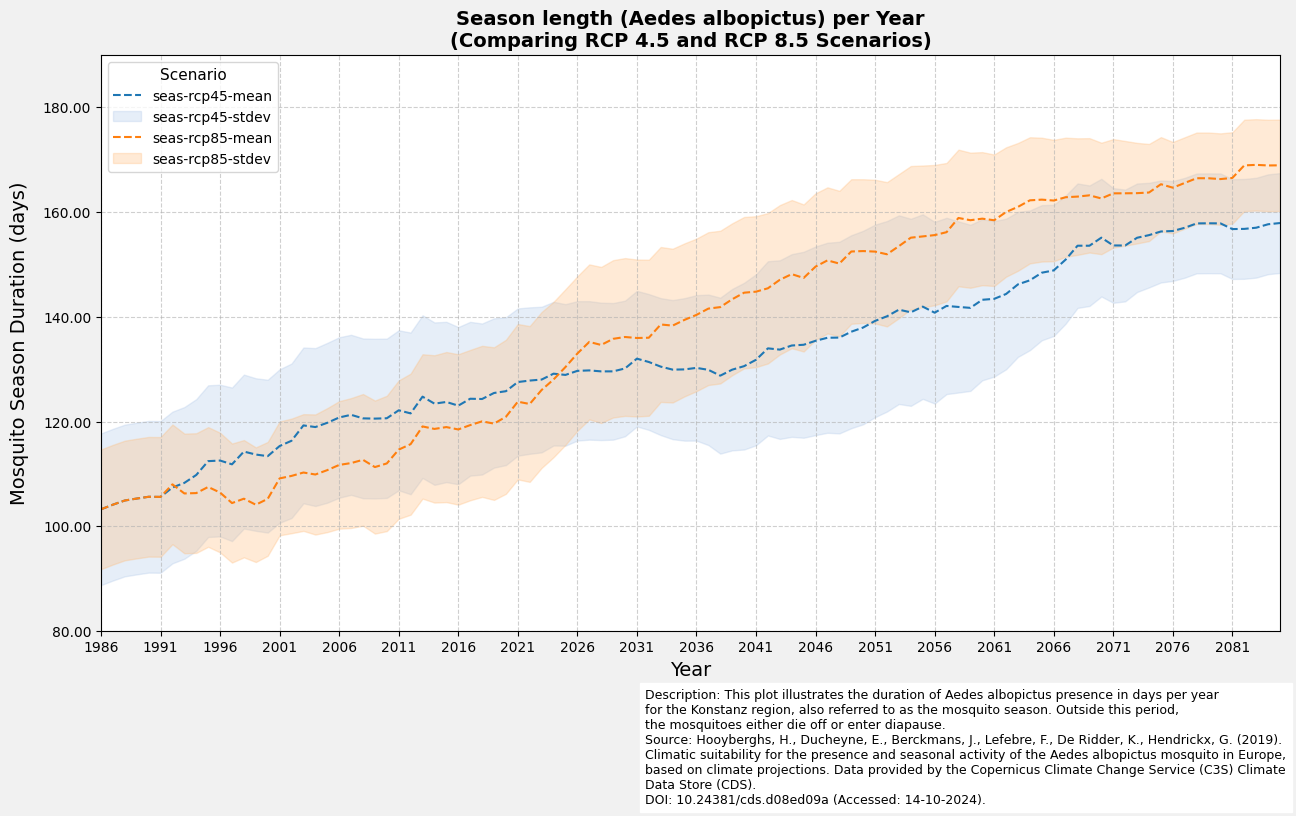 Season length (Aedes albopictus) per Year
(Comparing RCP 4.5 and RCP 8.5 Scenarios)
Scenario
seas-rcp45-mean
seas-rcp45-stdev
seas-rcp85-mean
seas-rcp85-stdev
Mosquito Season Duration (days)
180.00
160.00
140.00
120.00
100.00
80.00
1986 1991 1996 2001 2006 2011 2016 2021 2026 2031 2036 2041 2046 2051 2056 2061 2066 2071 2076 2081
Year
Description: This plot illustrates the duration of Aedes albopictus presence in days per year
for the Konstanz region, also referred to as the mosquito season. Outside this period,
the mosquitoes either die off or enter diapause.
Source: Hooyberghs, H., Ducheyne, E., Berckmans, J., Lefebre, F., De Ridder, K., Hendrickx, G. (2019).
Climatic suitability for the presence and seasonal activity of the Aedes albopictus mosquito in Europe,
based on climate projections. Data provided by the Copernicus Climate Change Service (C3S) Climate
Data Store (CDS).
DOI: 10.24381/cds.d08ed09a (Accessed: 14-10-2024).